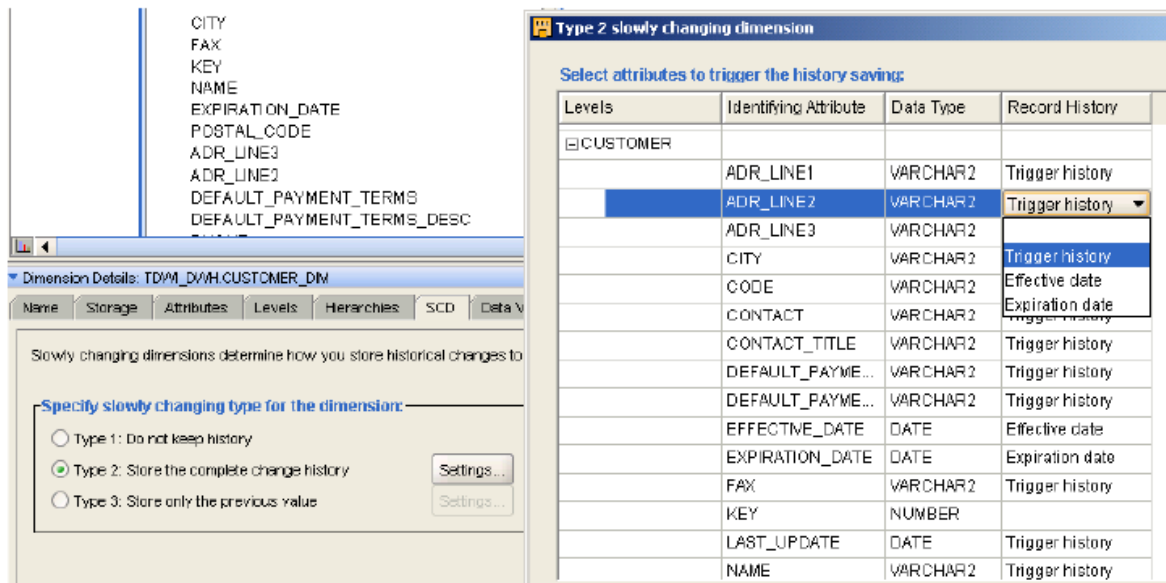 CITY
FAX
KEY
NAME
EXPIRATION_DATE
POSTAL_CODE
ADR_LINE3
ADR_LINE2
DEFAULT_PAYMENT_TERMS
DEFAULT_PAYMENT_TERMS_DESC
Dimension Details: TDWI_DWH.CUSTOMER_DIM
Name Storage Attributes Levels Hierarchies SCD Data V
Slowly changing dimensions determine how you store historical changes to
Specify slowly changing type for the dimension:
Type 1: Do not keep history
Type 2: Store the complete change history Settings...
Type 3: Store only the previous value Settings...
Type 2 slowly changing dimension
Select attributes to trigger the history saving:
Levels Identifying Attribute Data Type Record History
CUSTOMER
ADR_LINE1 VARCHAR2 Trigger history
ADR_LINE2 VARCHAR2 Trigger history
ADR_LINE3 VARCHAR2
CITY VARCHAR2 Trigger history
CODE VARCHAR2 Effective date
Expiration date
CONTACT VARCHAR2 Trigger history
CONTACT_TITLE VARCHAR2 Trigger history
DEFAULT_PAYME... VARCHAR2 Trigger history
DEFAULT_PAYME... VARCHAR2 Trigger history
EFFECTIVE_DATE DATE Effective date
EXPIRATION_DATE DATE Expiration date
FAX VARCHAR2 Trigger history
KEY NUMBER
LAST_UPDATE DATE Trigger history
NAME VARCHAR2 Trigger history